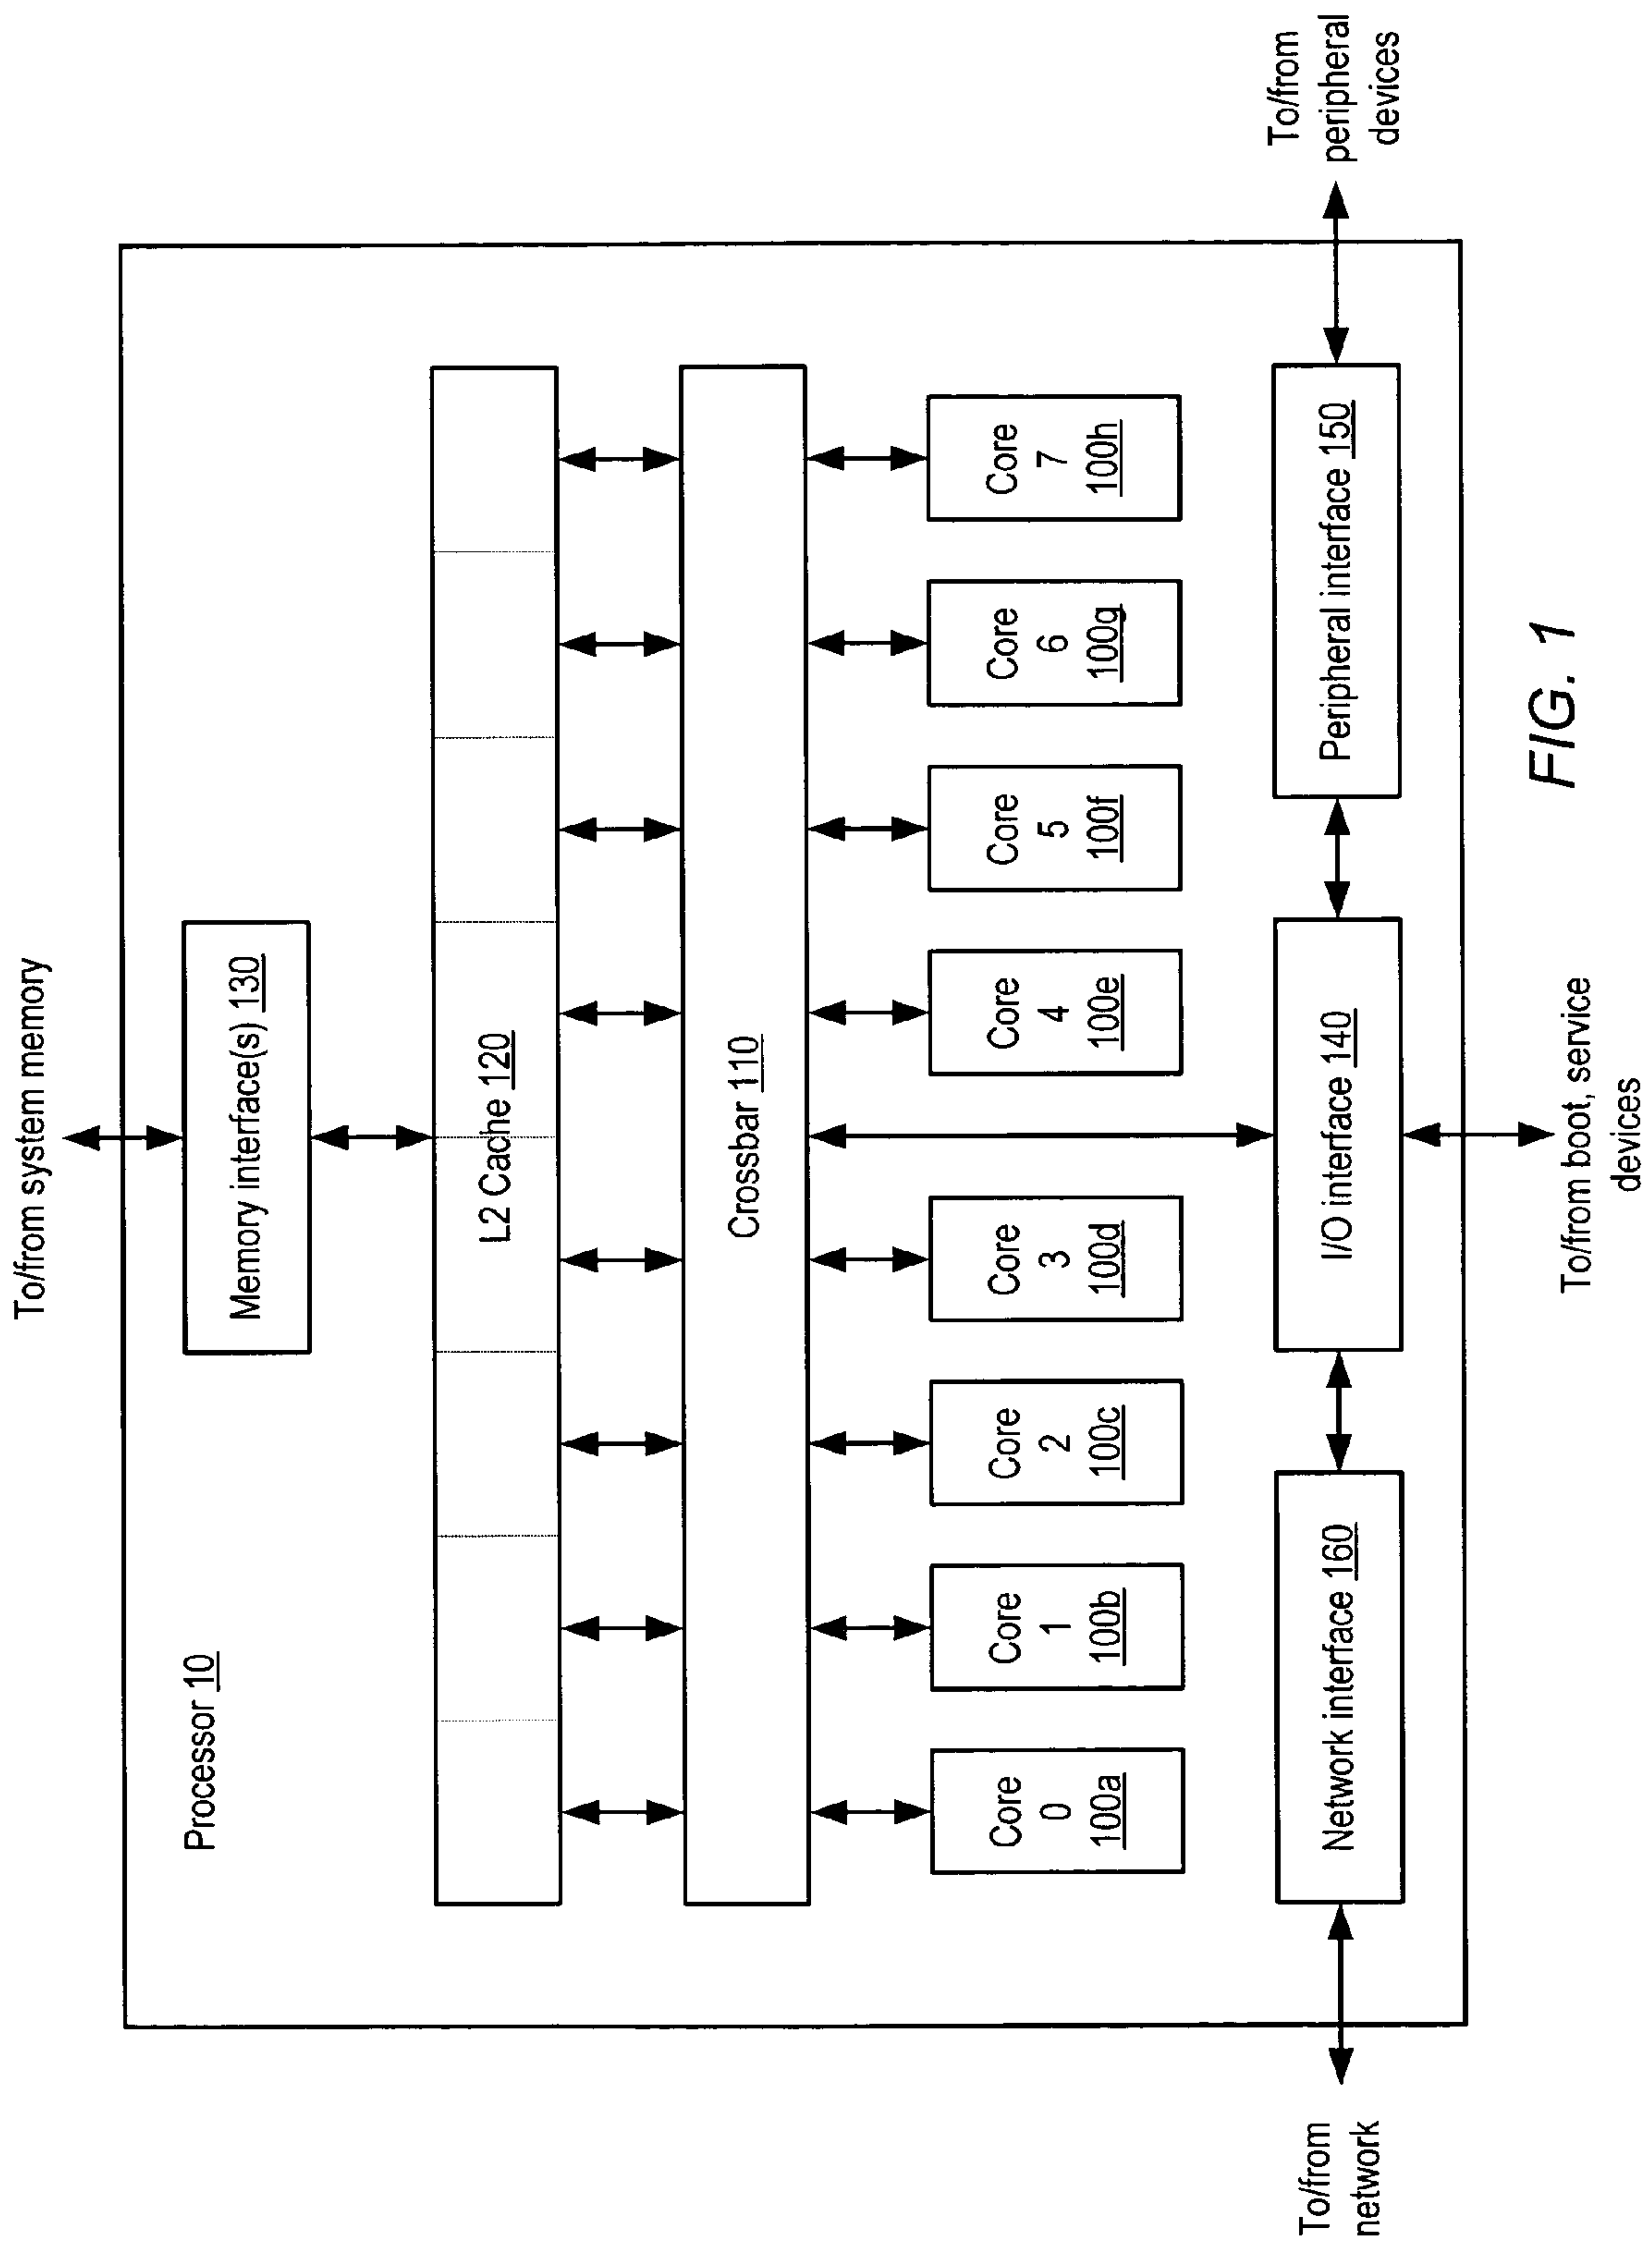 To/from system memory
Processor 10
Memory interface(s) 130
L2 Cache 120
Crossbar 110
Core
0
100a
Core
1
100b
Core
2
100c
Core
3
100d
Core
4
100e
Core
5
100f
Core
6
100g
Core
7
100h
To/from
network
Network interface 160
I/O interface 140
Peripheral interface 150
To/from
peripheral
devices
To/from boot, service
devices
FIG. 1